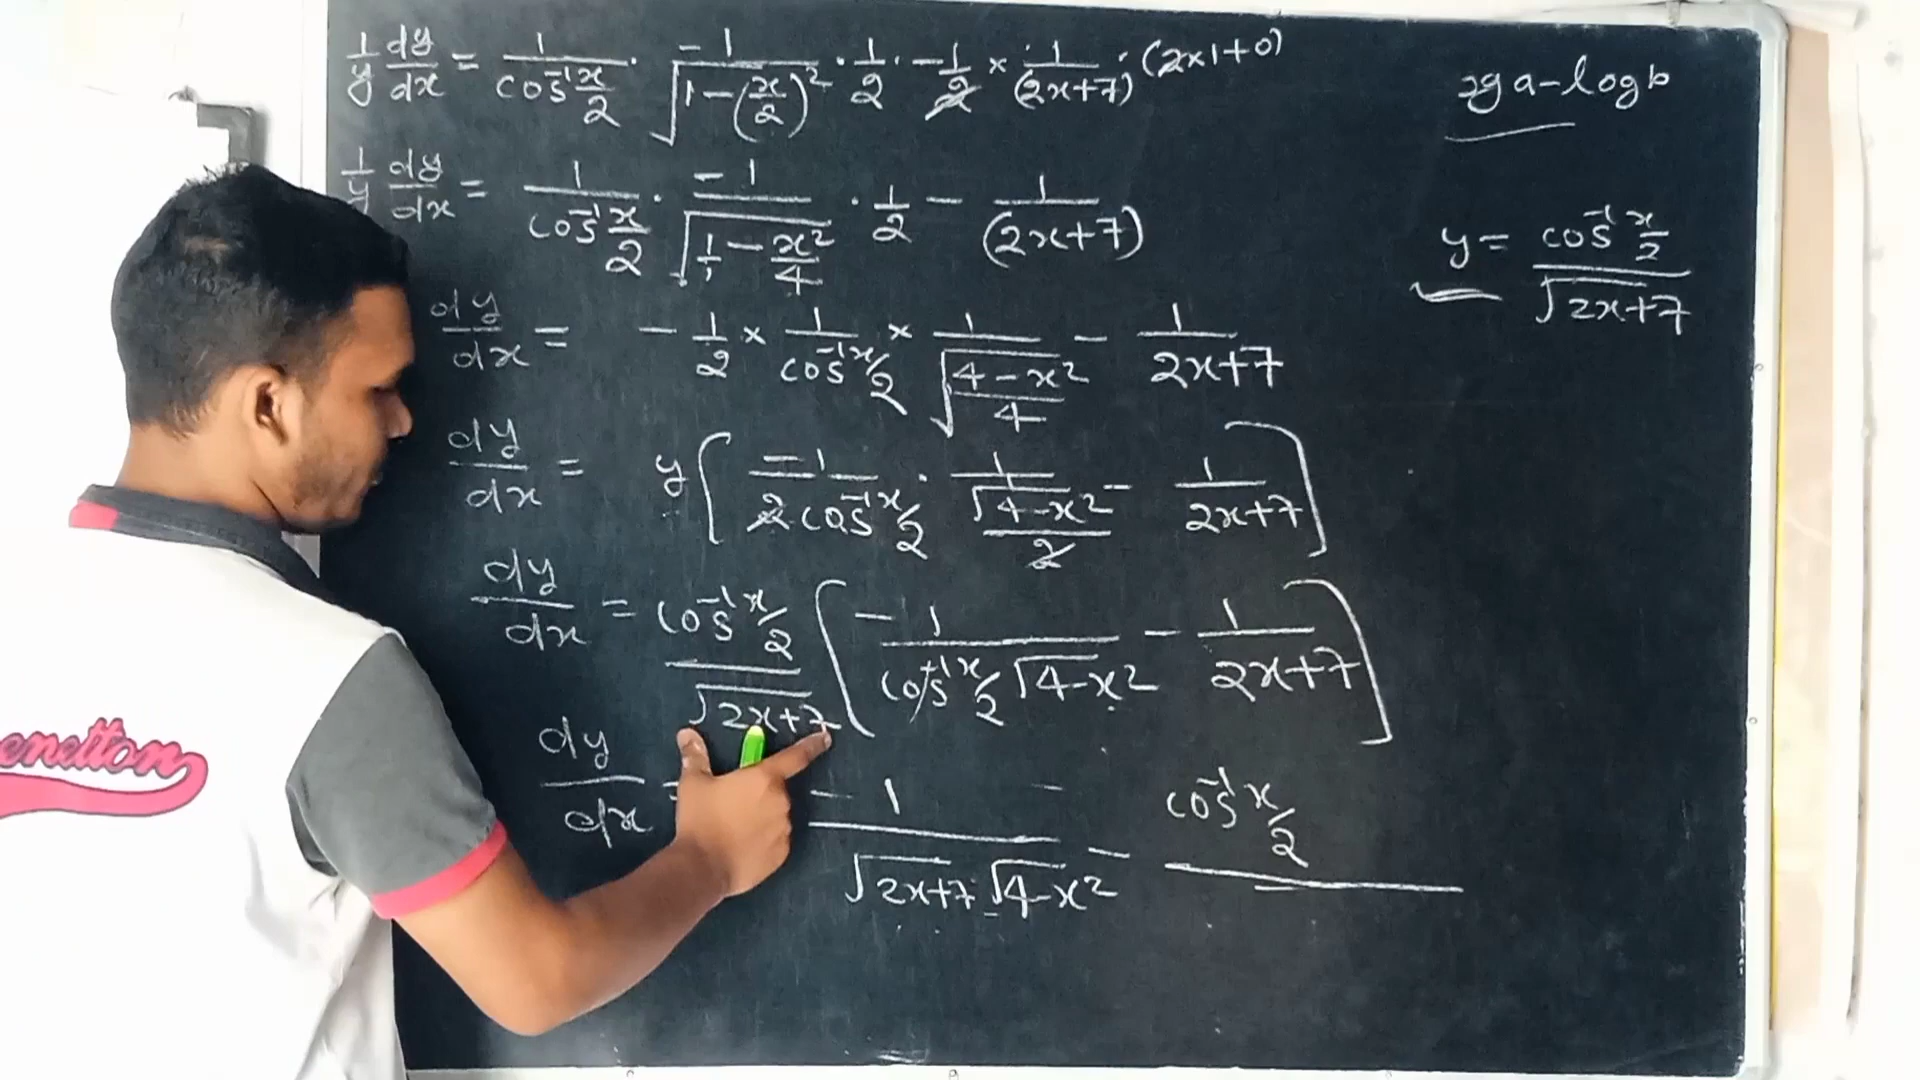 1/y dy/dx = 1/(cos⁻¹ x/2) · -1/√(1-(x/2)²) · 1/2 · -1/2 × 1/(2x+7) · (2x1+0)
g a-logb
1/y dy/dx = 1/(cos⁻¹ x/2) · -1/√(1/1 - x²/4) · 1/2 - 1/(2x+7)
y = (cos⁻¹ x/2)/√(2x+7)
dy/dx = - 1/2 × 1/(cos⁻¹ x/2) × 1/√((4-x²)/4) - 1/(2x+7)
dy/dx = y[ -1/(2 cos⁻¹ x/2) · 1/(√(4-x²)/2) - 1/(2x+7) ]
dy/dx = (cos⁻¹ x/2)/√(2x+7) [ -1/(cos⁻¹ x/2 √(4-x²)) - 1/(2x+7) ]
dy/dx = -1/(√(2x+7) √(4-x²)) - cos⁻¹ x/2
enetton